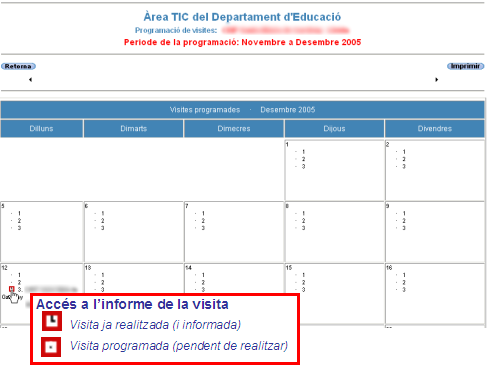 Àrea TIC del Departament d'Educació
Programació de visites:
Periode de la programació: Novembre a Desembre 2005
Retorna
Imprimir
Visites programades · Desembre 2005
Dilluns Dimarts Dimecres Dijous Divendres
1 2
· 1 · 1
· 2 · 2
· 3 · 3
5 6 7 8 9
· 1 · 1 · 1 · 1 · 1
· 2 · 2 · 2 · 2 · 2
· 3 · 3 · 3 · 3 · 3
12 13 14 15 16
· 1 · 1 · 1 · 1 · 1
· 2 · 2 · 2 · 2 · 2
3. · 3 · 3 · 3 · 3
Accés a l'informe de la visita
Visita ja realitzada (i informada)
Visita programada (pendent de realitzar)